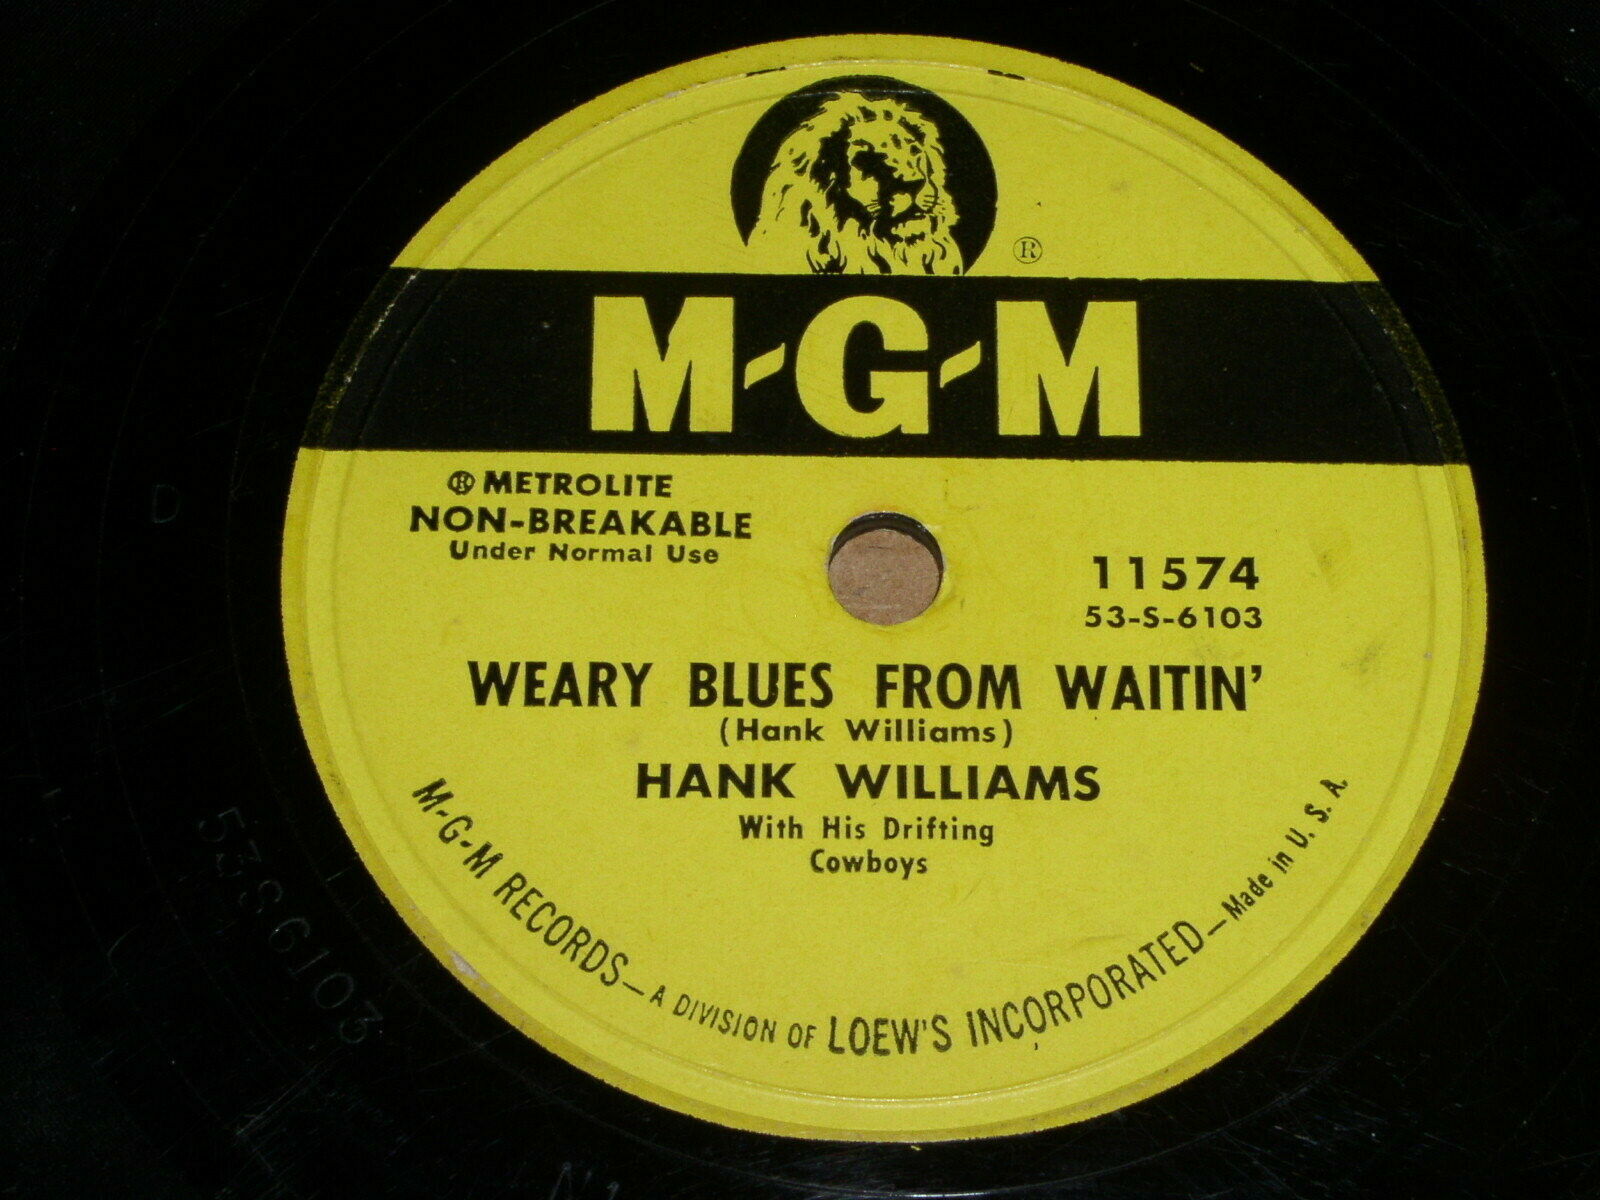 ®
M-G-M
® METROLITE
NON-BREAKABLE
Under Normal Use
11574
53-S-6103
WEARY BLUES FROM WAITIN'
(Hank Williams)
HANK WILLIAMS
With His Drifting
Cowboys
M-G-M RECORDS—A DIVISION OF LOEW'S INCORPORATED—Made in U. S. A.
D
53S6103